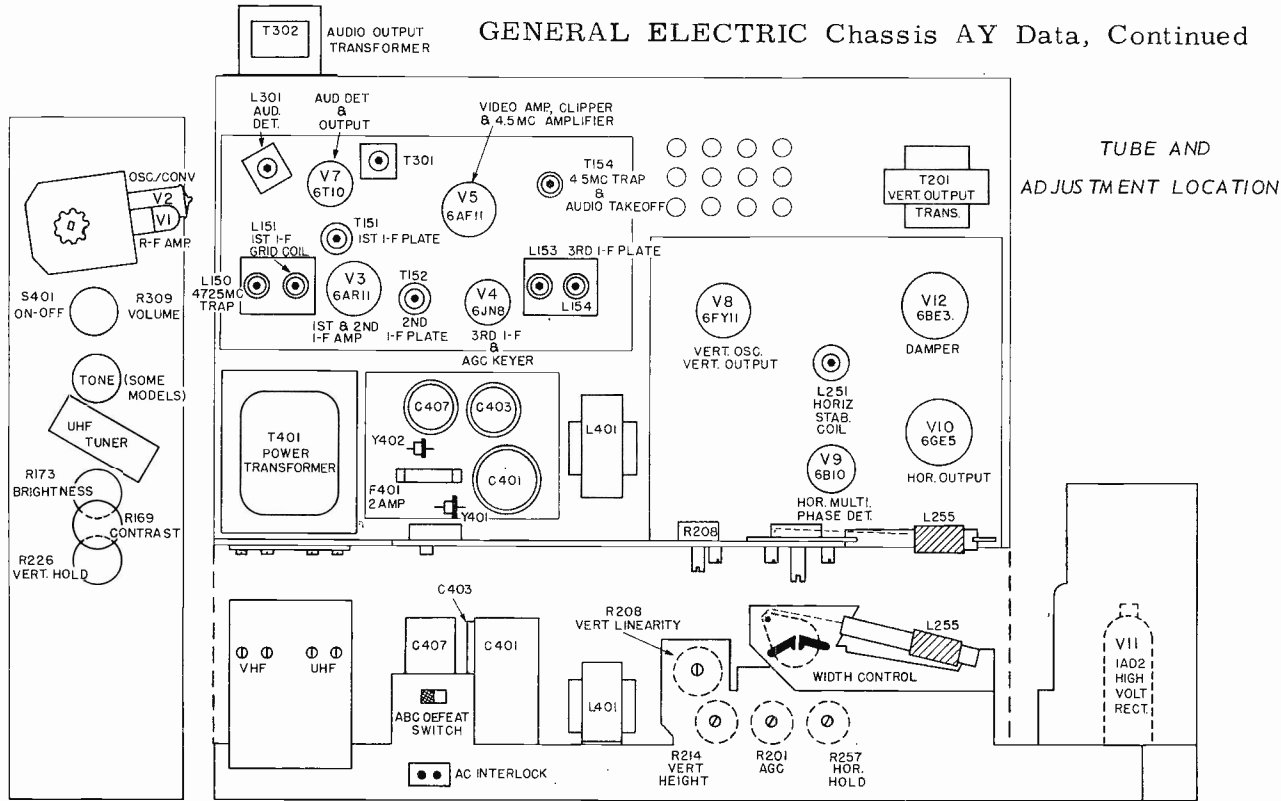 GENERAL ELECTRIC Chassis AY Data, Continued
TUBE AND
ADJUSTMENT LOCATION
T302
AUDIO OUTPUT
TRANSFORMER
L301
AUD.
DET.
AUD DET
&
OUTPUT
VIDEO AMP, CLIPPER
& 4.5 MC AMPLIFIER
V7
6T10
T301
V5
6AF11
T154
4.5MC TRAP
&
AUDIO TAKEOFF
T201
VERT. OUTPUT
TRANS.
OSC/CONV
V2
V1
R-F AMP.
L151
1ST I-F
GRID COIL
T151
1ST I-F PLATE
L153 3RD I-F PLATE
L150
4725MC
TRAP
V3
6AR11
T152
V4
6JN8
L154
1ST & 2ND
I-F AMP
2ND
I-F PLATE
3RD I-F
&
AGC KEYER
S401
ON-OFF
R309
VOLUME
V8
6FY11
VERT. OSC.
VERT. OUTPUT
V12
6BE3.
DAMPER
L251
HORIZ
STAB.
COIL
TONE (SOME
MODELS)
UHF
TUNER
T401
POWER
TRANSFORMER
C407
C403
Y402
F401
2 AMP
C401
Y401
L401
V10
6GE5
HOR. OUTPUT
V9
6B10
HOR. MULTI.
PHASE DET.
R173
BRIGHTNESS
R169
CONTRAST
R226
VERT. HOLD
R208
L255
C403
R208
VERT LINEARITY
L255
VHF
UHF
C407
C401
WIDTH CONTROL
V11
1AD2
HIGH
VOLT
RECT.
ABC DEFEAT
SWITCH
L401
AC INTERLOCK
R214
VERT
HEIGHT
R201
AGC
R257
HOR.
HOLD